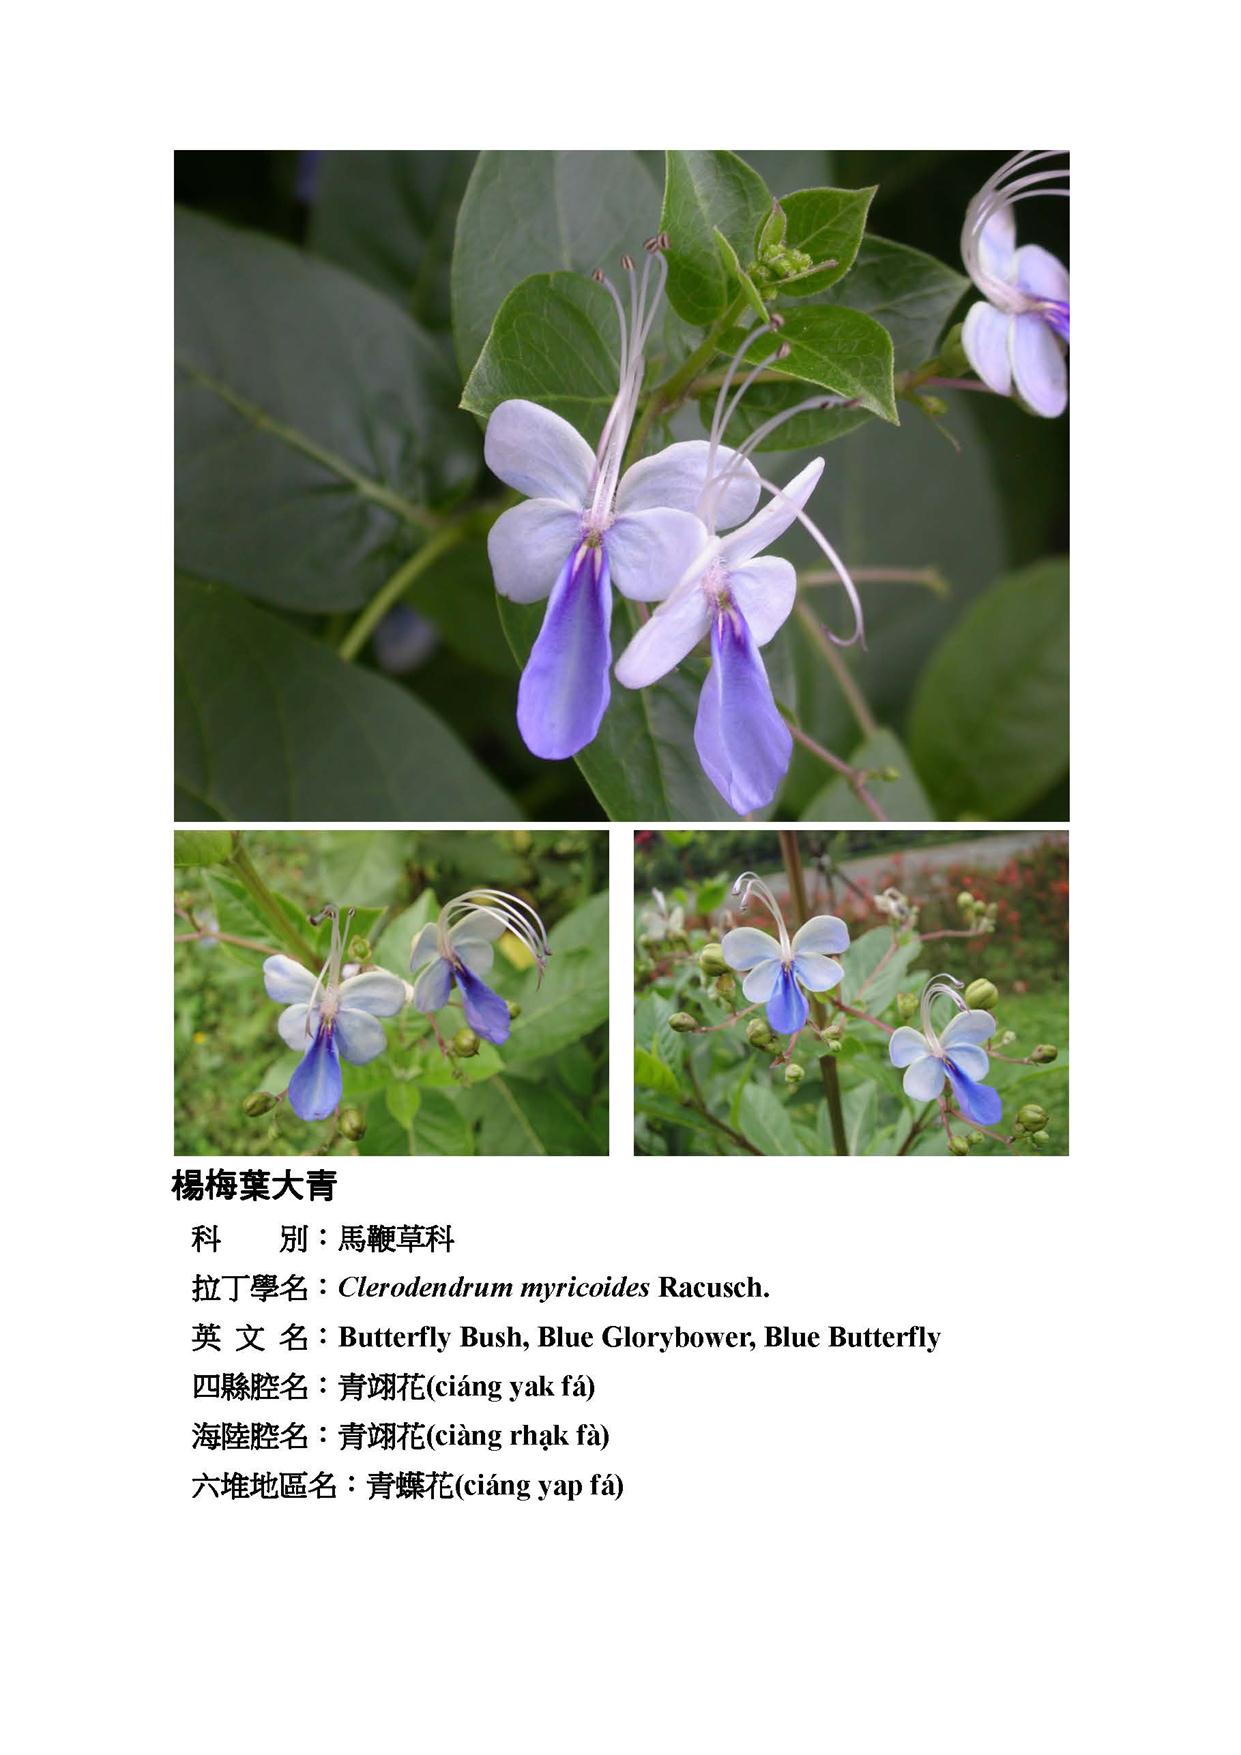 楊梅葉大青
科　　別：馬鞭草科
拉丁學名：Clerodendrum myricoides Racusch.
英 文 名：Butterfly Bush, Blue Glorybower, Blue Butterfly
四縣腔名：青翊花(ciáng yak fá)
海陸腔名：青翊花(ciàng rha̍k fà)
六堆地區名：青蝶花(ciáng yap fá)